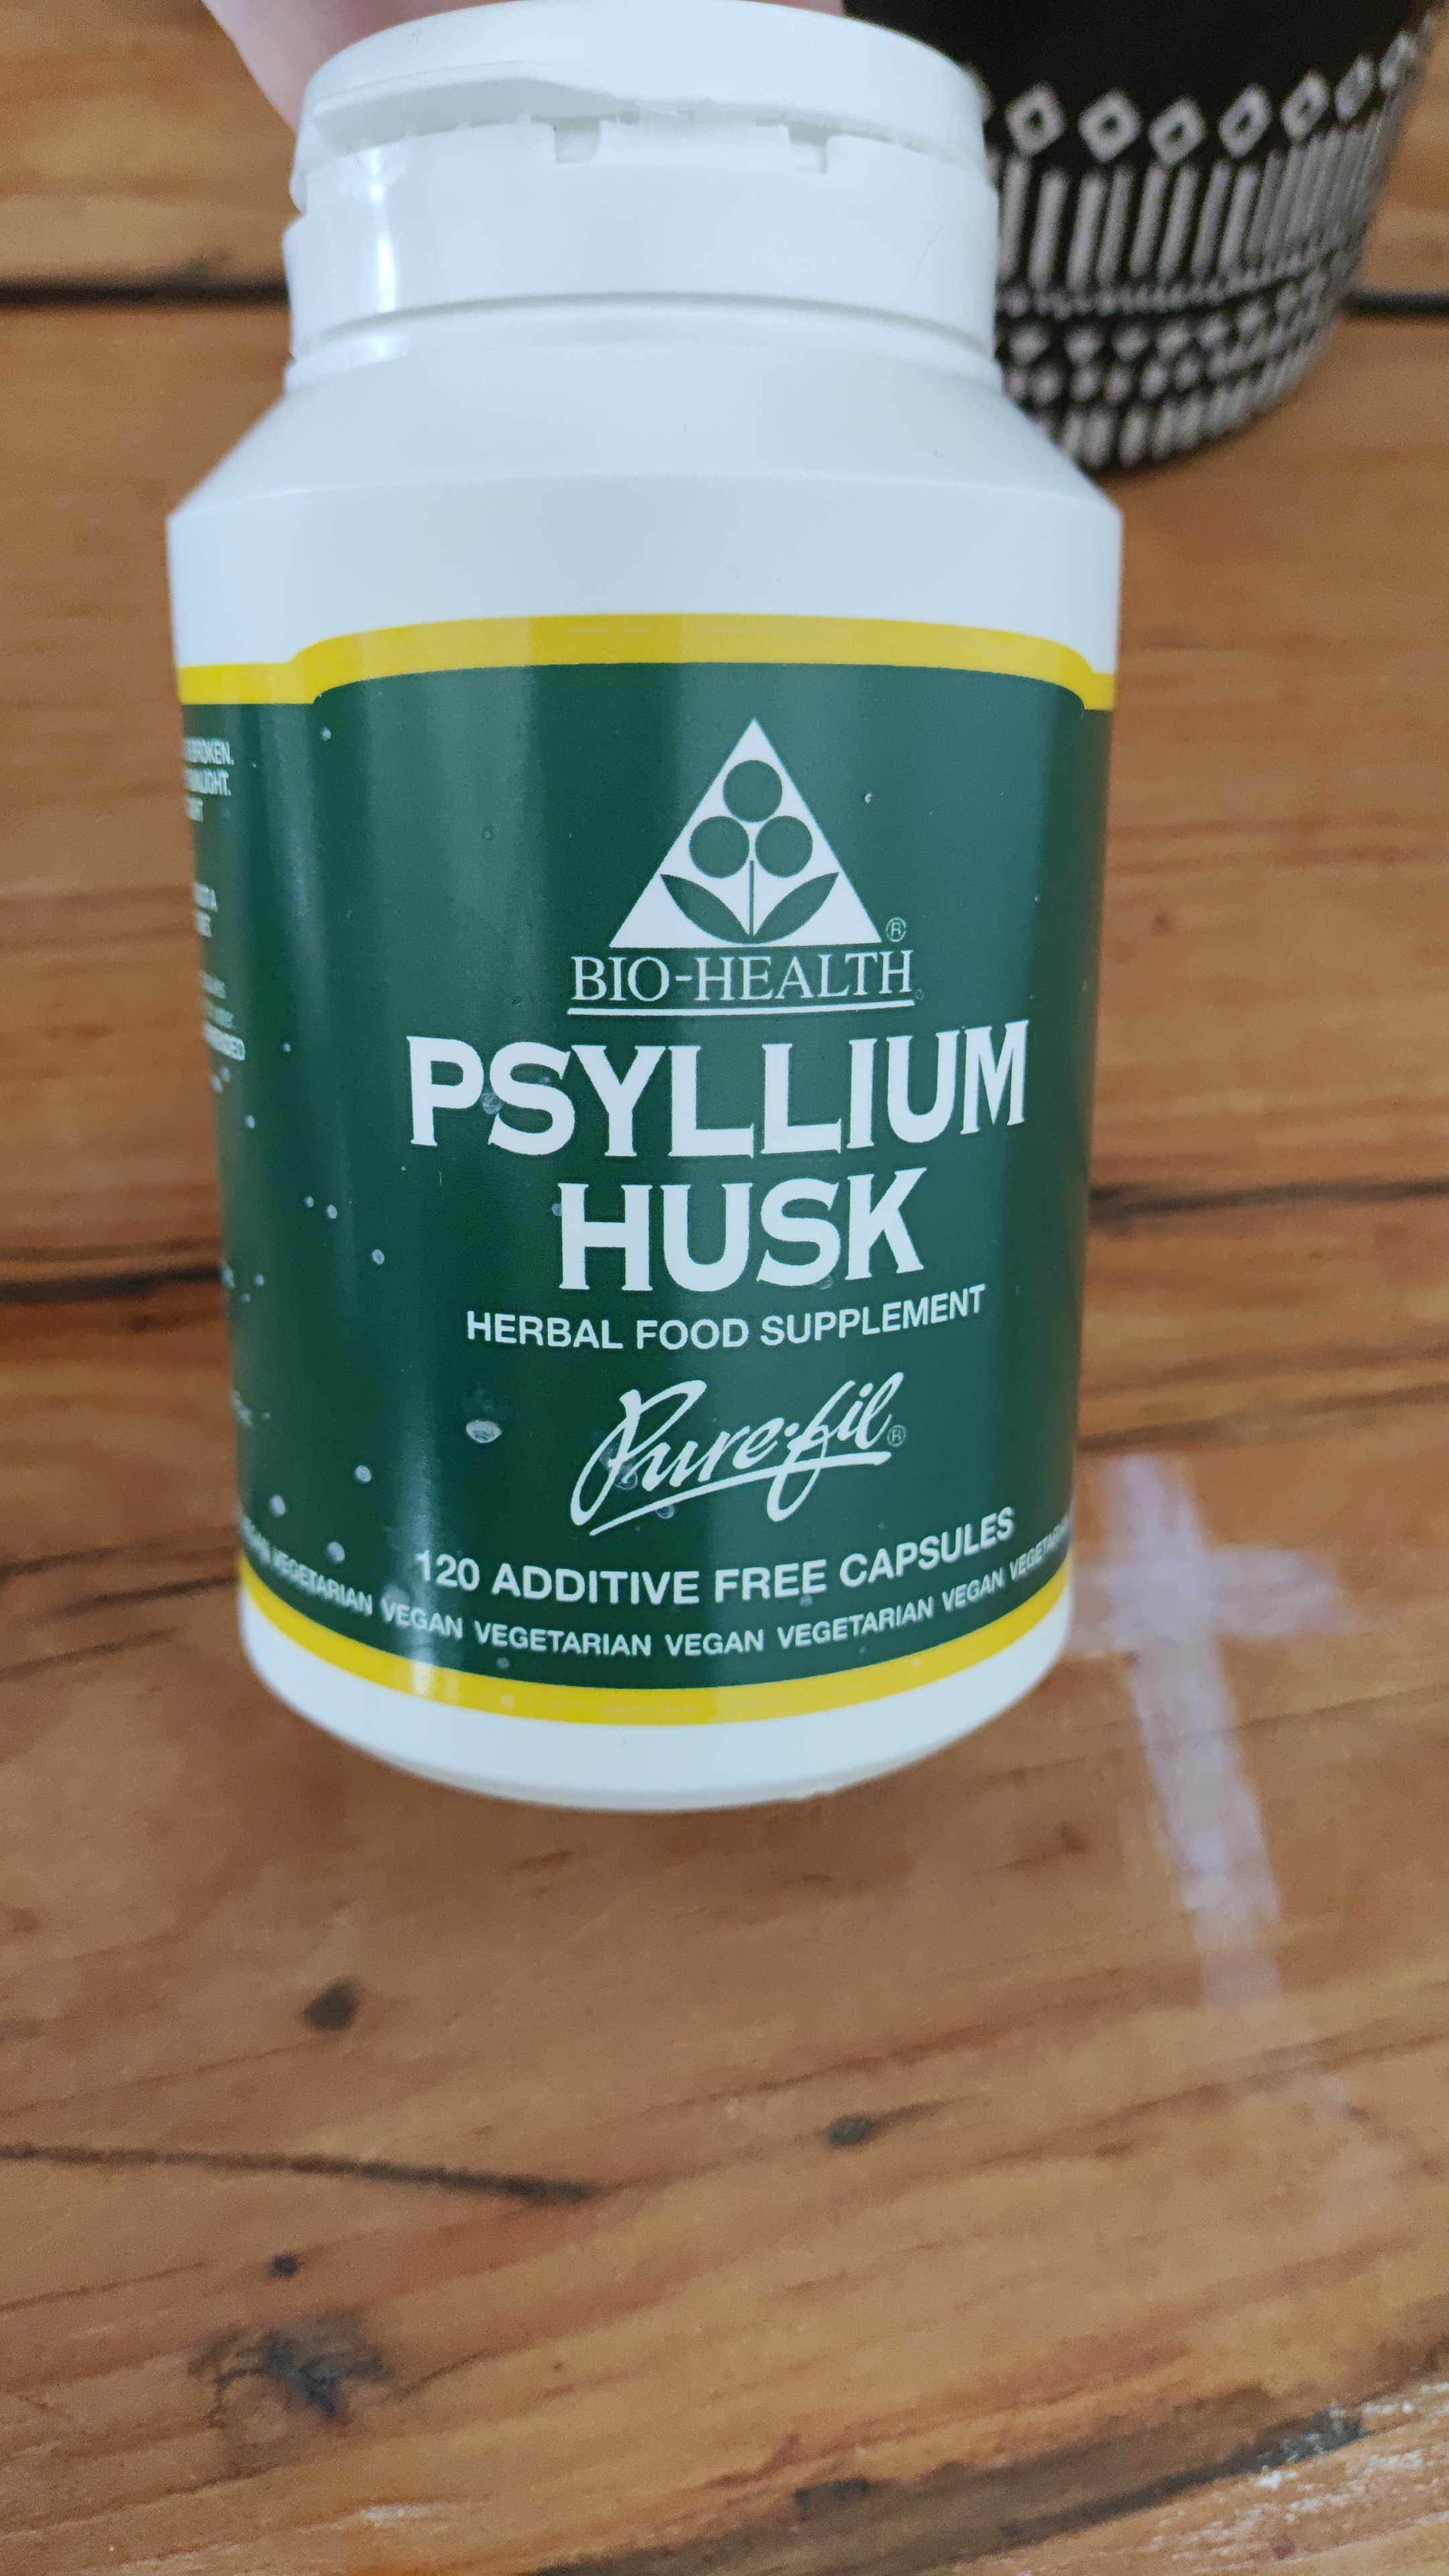 BIO-HEALTH
PSYLLIUM
HUSK
HERBAL FOOD SUPPLEMENT
Pure·fil®
120 ADDITIVE FREE CAPSULES
VEGETARIAN VEGAN VEGETARIAN VEGAN VEGETARIAN VEGAN